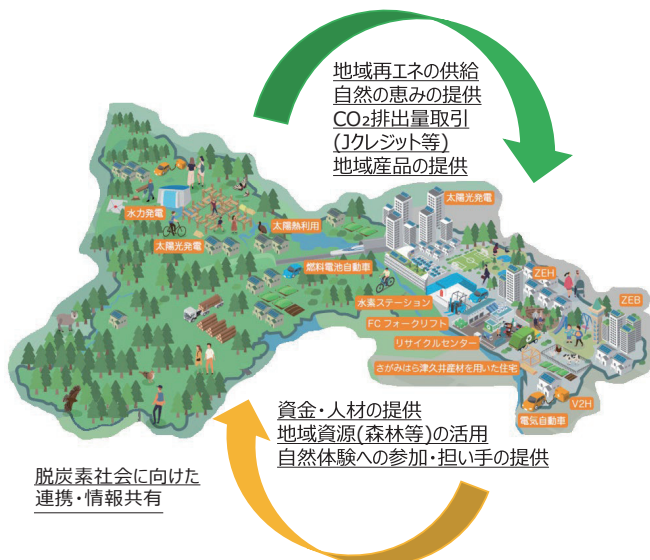 地域再エネの供給
自然の恵みの提供
CO₂排出量取引
(Jクレジット等)
地域産品の提供
太陽光発電
水力発電
太陽熱利用
太陽光発電
燃料電池自動車
ZEH
水素ステーション
ZEB
FCフォークリフト
リサイクルセンター
さがみはら津久井産材を用いた住宅
V2H
電気自動車
資金・人材の提供
地域資源(森林等)の活用
自然体験への参加・担い手の提供
脱炭素社会に向けた
連携・情報共有